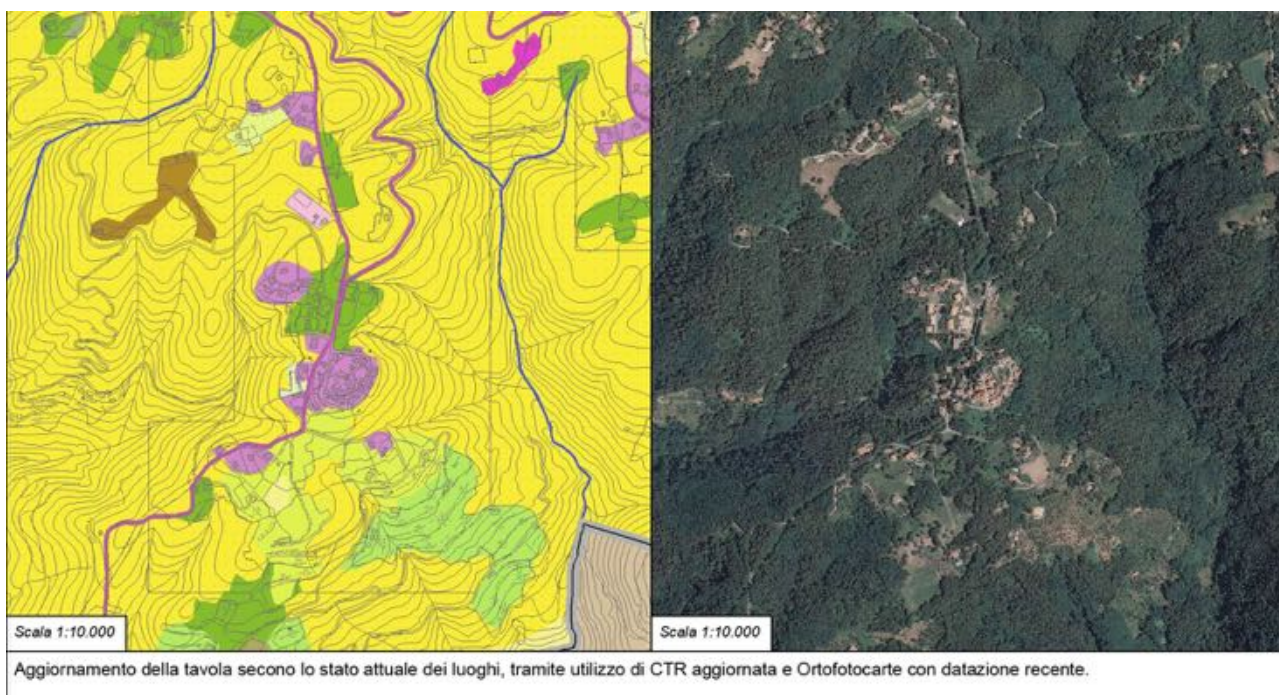 Scala 1:10.000
Scala 1:10.000
Aggiornamento della tavola secono lo stato attuale dei luoghi, tramite utilizzo di CTR aggiornata e Ortofotocarte con datazione recente.